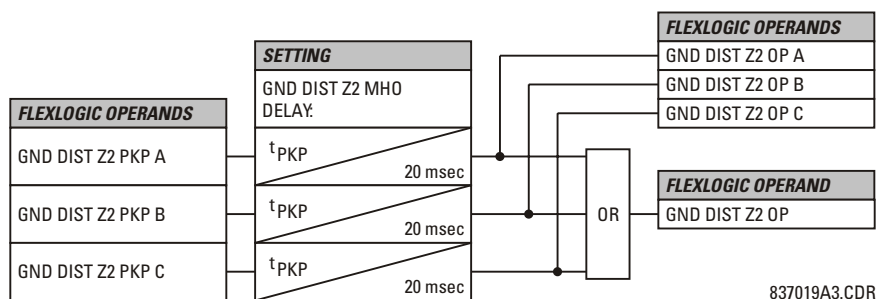 FLEXLOGIC OPERANDS
GND DIST Z2 PKP A
GND DIST Z2 PKP B
GND DIST Z2 PKP C
SETTING
GND DIST Z2 MHO
DELAY:
tPKP
20 msec
tPKP
20 msec
tPKP
20 msec
OR
FLEXLOGIC OPERANDS
GND DIST Z2 OP A
GND DIST Z2 OP B
GND DIST Z2 OP C
FLEXLOGIC OPERAND
GND DIST Z2 OP
837019A3.CDR